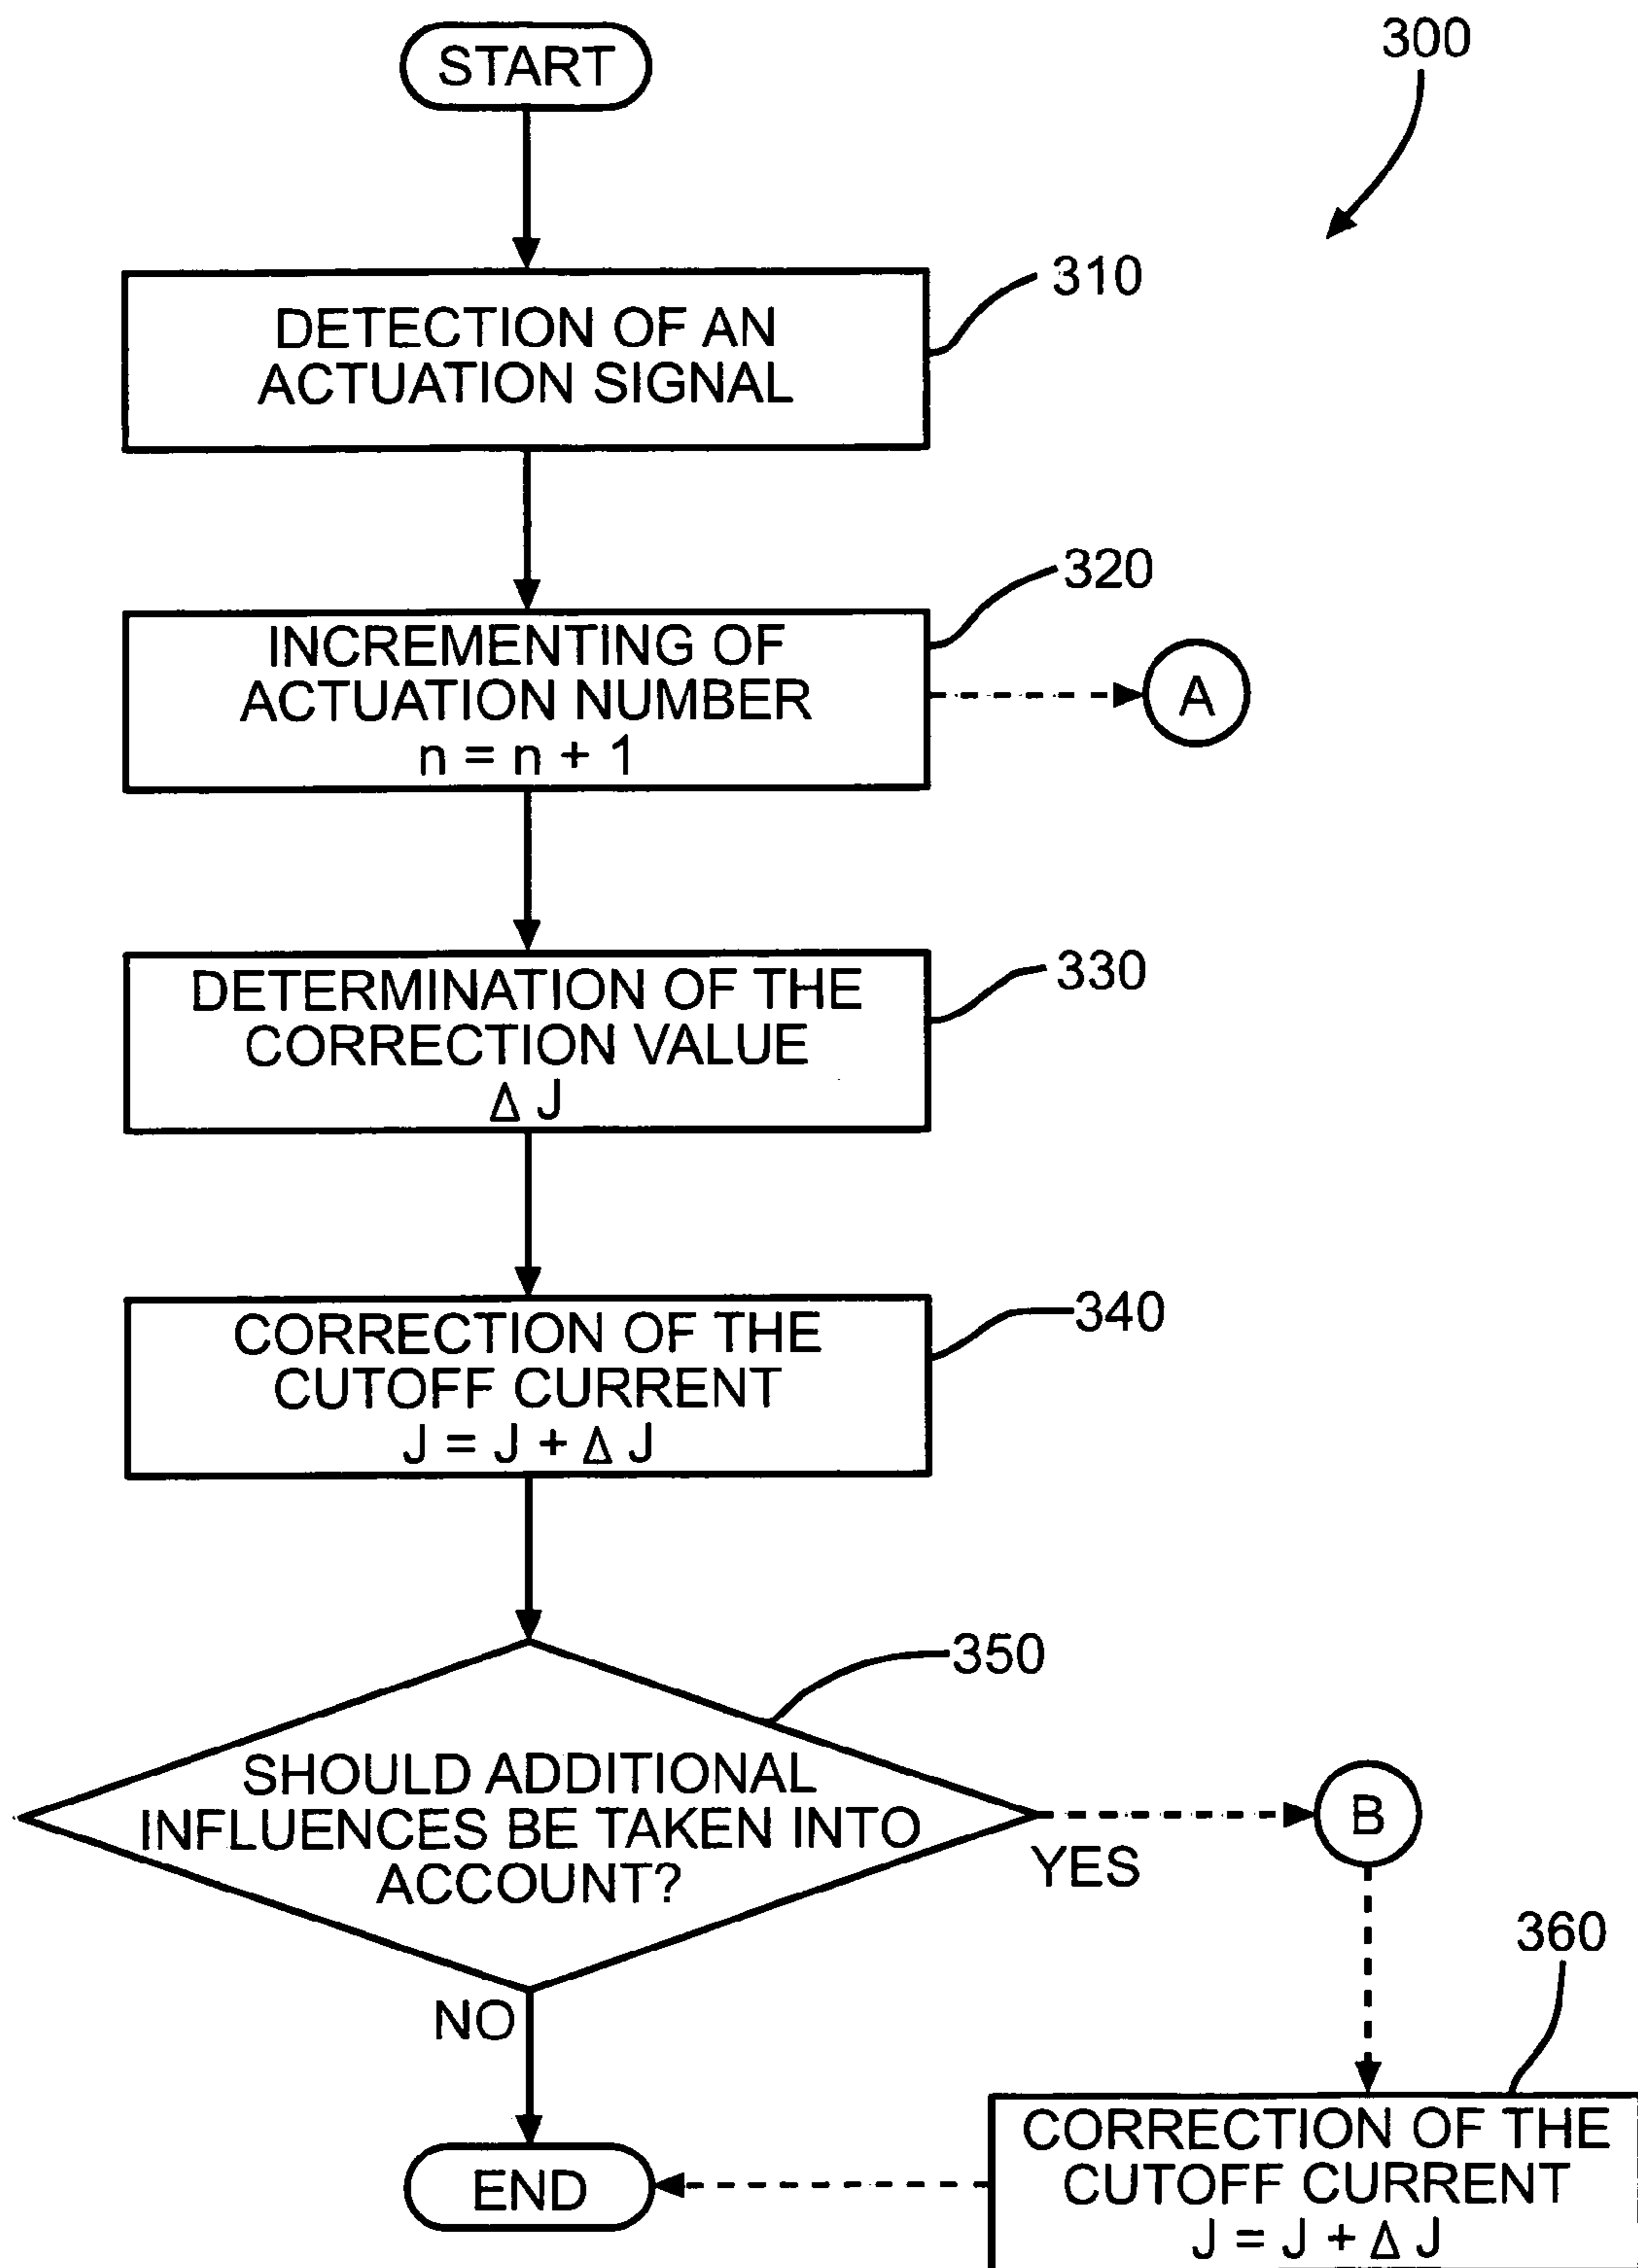 START
300
DETECTION OF AN
ACTUATION SIGNAL
310
INCREMENTING OF
ACTUATION NUMBER
n = n + 1
320
A
DETERMINATION OF THE
CORRECTION VALUE
Δ J
330
CORRECTION OF THE
CUTOFF CURRENT
J = J + Δ J
340
SHOULD ADDITIONAL
INFLUENCES BE TAKEN INTO
ACCOUNT?
350
YES
B
NO
360
CORRECTION OF THE
CUTOFF CURRENT
J = J + Δ J
END